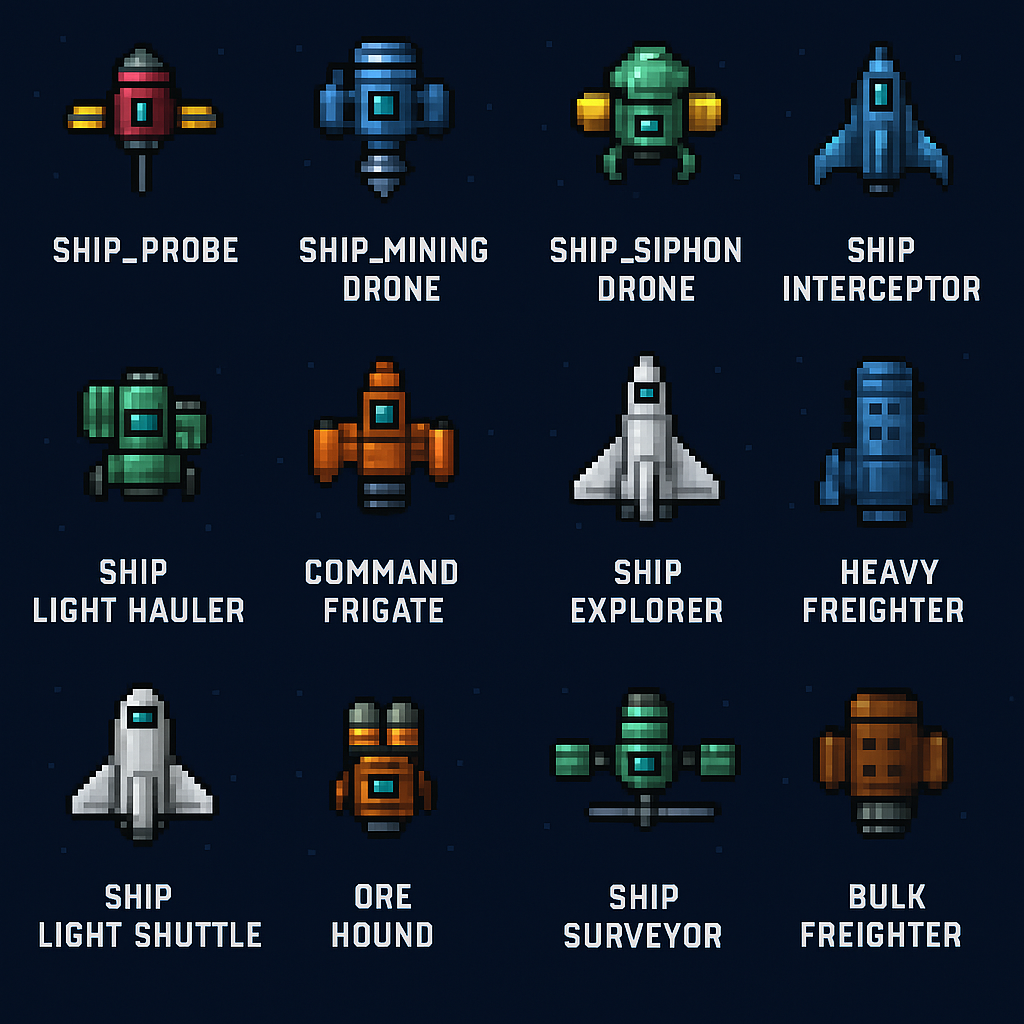 SHIP_PROBE
SHIP_MINING
DRONE
SHIP_SIPHON
DRONE
SHIP
INTERCEPTOR
SHIP
LIGHT HAULER
COMMAND
FRIGATE
SHIP
EXPLORER
HEAVY
FREIGHTER
SHIP
LIGHT SHUTTLE
ORE
HOUND
SHIP
SURVEYOR
BULK
FREIGHTER